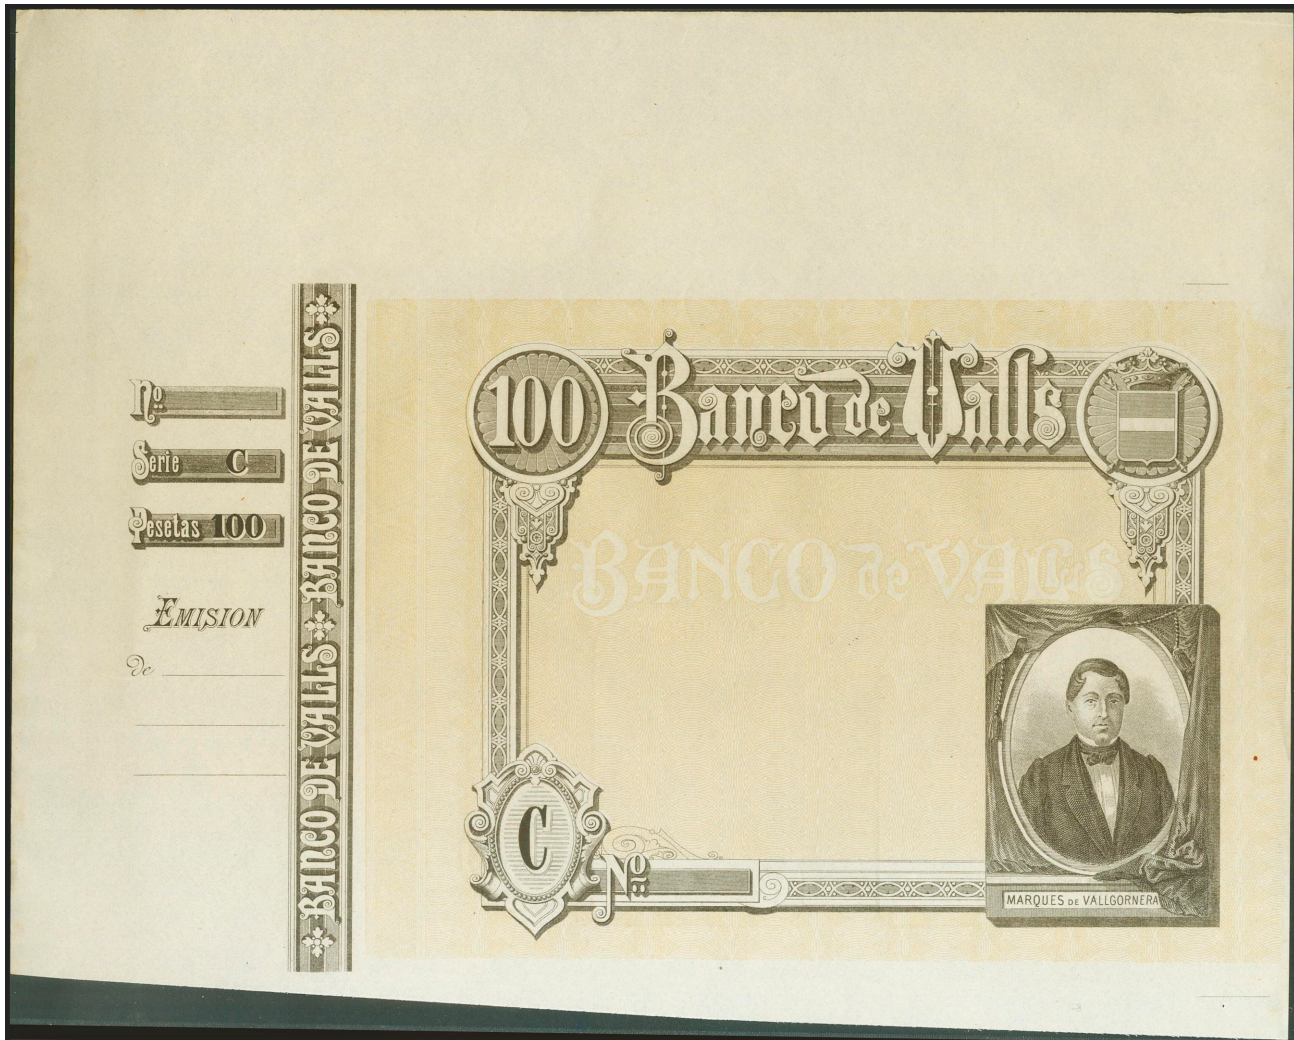 Nº
Serie C
Pesetas 100
EMISION
de
BANCO DE VALLS BANCO DE VALLS
100 Banco de Valls
BANCO de VALLS
C
Nº
MARQUES DE VALLGORNERA